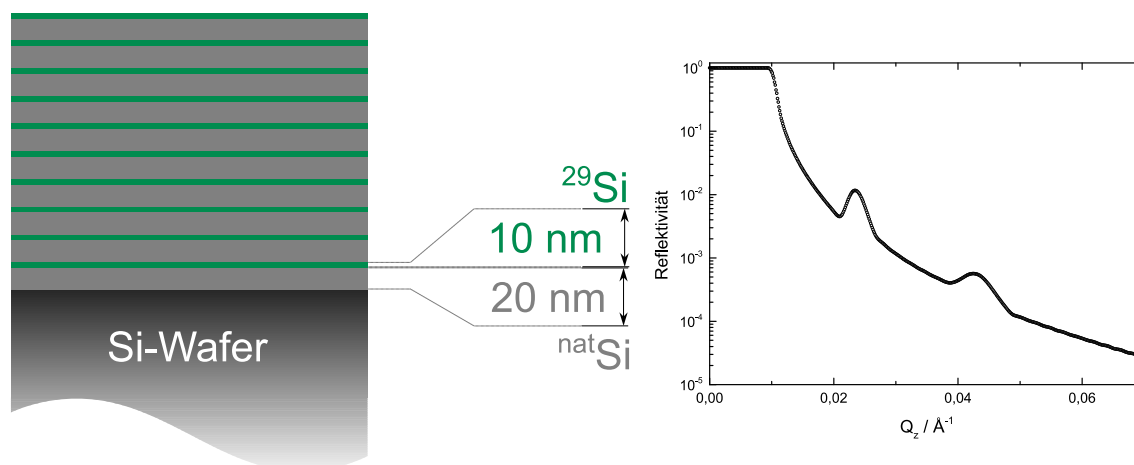 ²⁹Si
10 nm
20 nm
ⁿᵃᵗSi
Si-Wafer
Reflektivität
10⁰
10⁻¹
10⁻²
10⁻³
10⁻⁴
10⁻⁵
0,00 0,02 0,04 0,06
Q_z / Å⁻¹